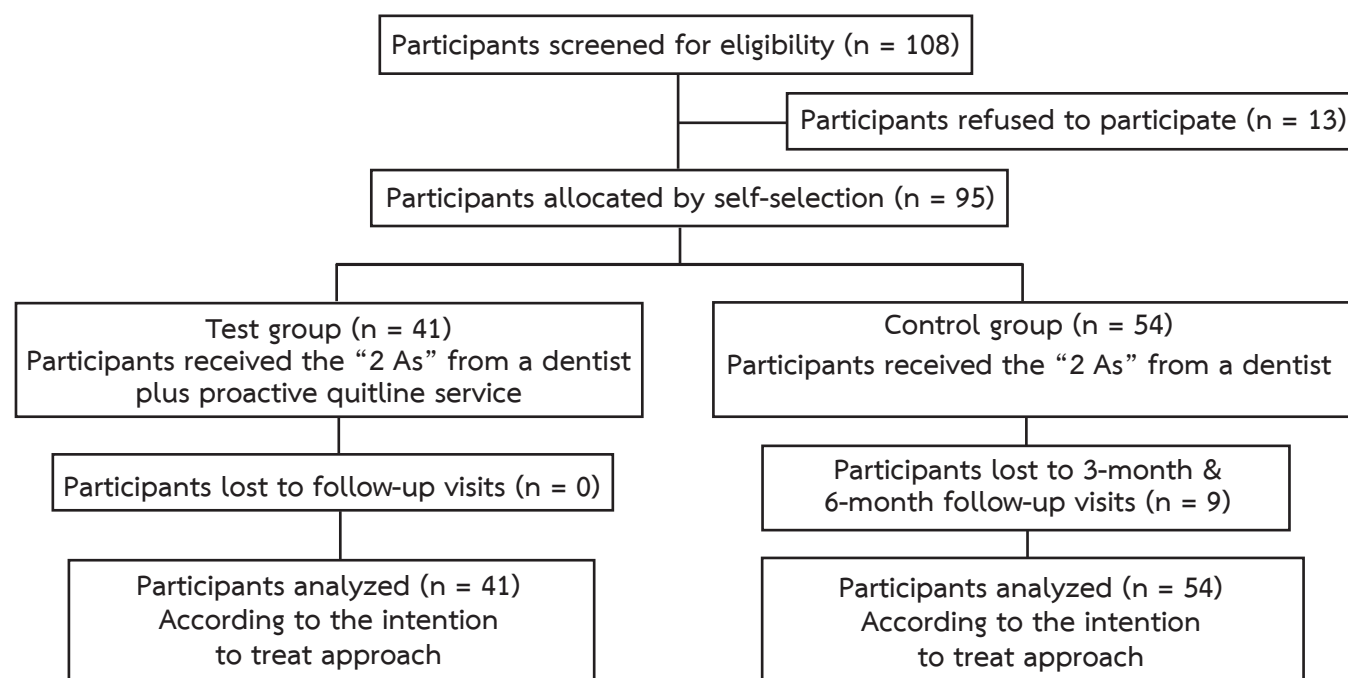 Participants screened for eligibility (n = 108)
Participants refused to participate (n = 13)
Participants allocated by self-selection (n = 95)
Test group (n = 41)
Participants received the “2 As” from a dentist
plus proactive quitline service
Control group (n = 54)
Participants received the “2 As” from a dentist
Participants lost to follow-up visits (n = 0)
Participants lost to 3-month &
6-month follow-up visits (n = 9)
Participants analyzed (n = 41)
According to the intention
to treat approach
Participants analyzed (n = 54)
According to the intention
to treat approach